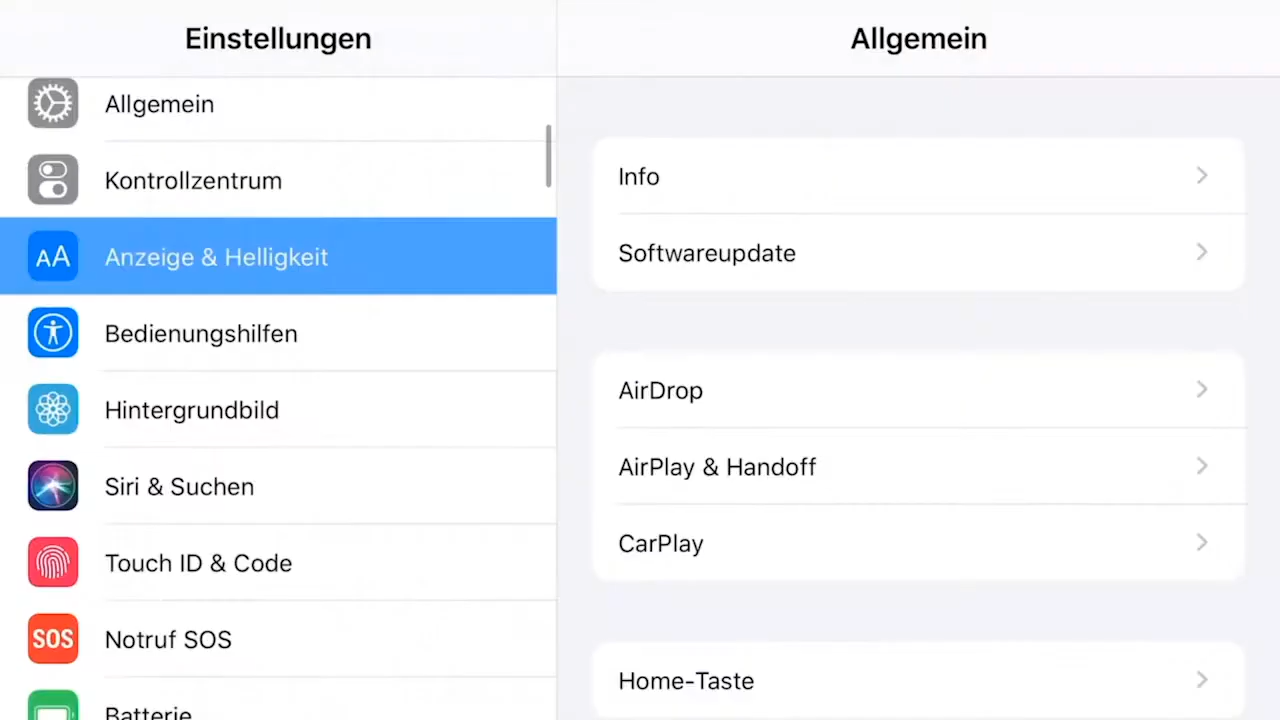 Einstellungen
Allgemein
Kontrollzentrum
AA Anzeige & Helligkeit
Bedienungshilfen
Hintergrundbild
Siri & Suchen
Touch ID & Code
SOS Notruf SOS
Batterie
Allgemein
Info
Softwareupdate
AirDrop
AirPlay & Handoff
CarPlay
Home-Taste